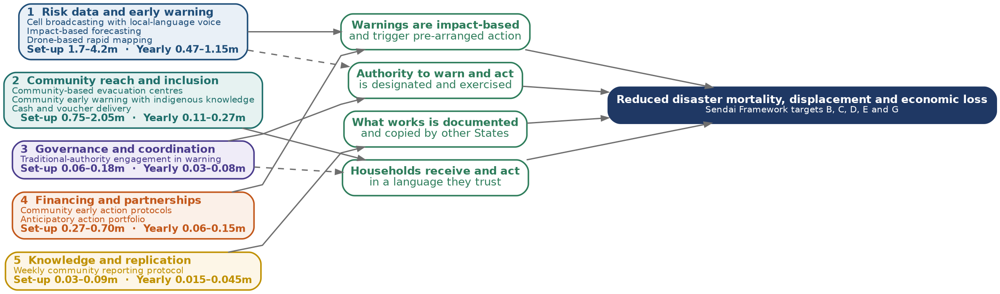 1  Risk data and early warning
Cell broadcasting with local-language voice
Impact-based forecasting
Drone-based rapid mapping
Set-up 1.7–4.2m  ·  Yearly 0.47–1.15m
2  Community reach and inclusion
Community-based evacuation centres
Community early warning with indigenous knowledge
Cash and voucher delivery
Set-up 0.75–2.05m  ·  Yearly 0.11–0.27m
3  Governance and coordination
Traditional-authority engagement in warning
Set-up 0.06–0.18m  ·  Yearly 0.03–0.08m
4  Financing and partnerships
Community early action protocols
Anticipatory action portfolio
Set-up 0.27–0.70m  ·  Yearly 0.06–0.15m
5  Knowledge and replication
Weekly community reporting protocol
Set-up 0.03–0.09m  ·  Yearly 0.015–0.045m
Warnings are impact-based
and trigger pre-arranged action
Authority to warn and act
is designated and exercised
What works is documented
and copied by other States
Households receive and act
in a language they trust
Reduced disaster mortality, displacement and economic loss
Sendai Framework targets B, C, D, E and G